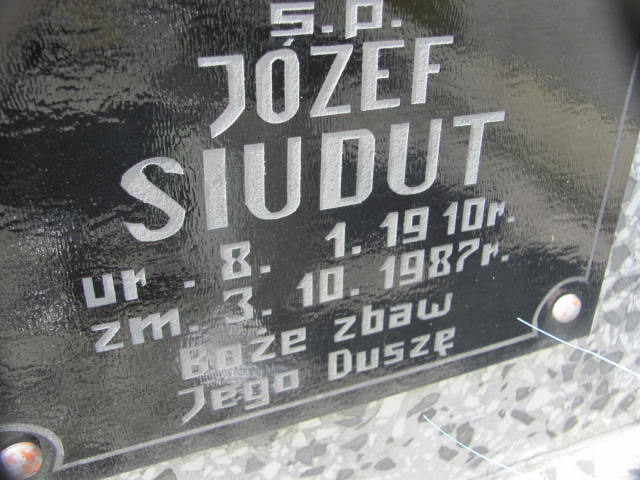 ś.p.
JÓZEF
SIUDUT
ur. 8. 1. 1910r.
zm. 3. 10. 1987r.
Boże zbaw
Jego Duszę